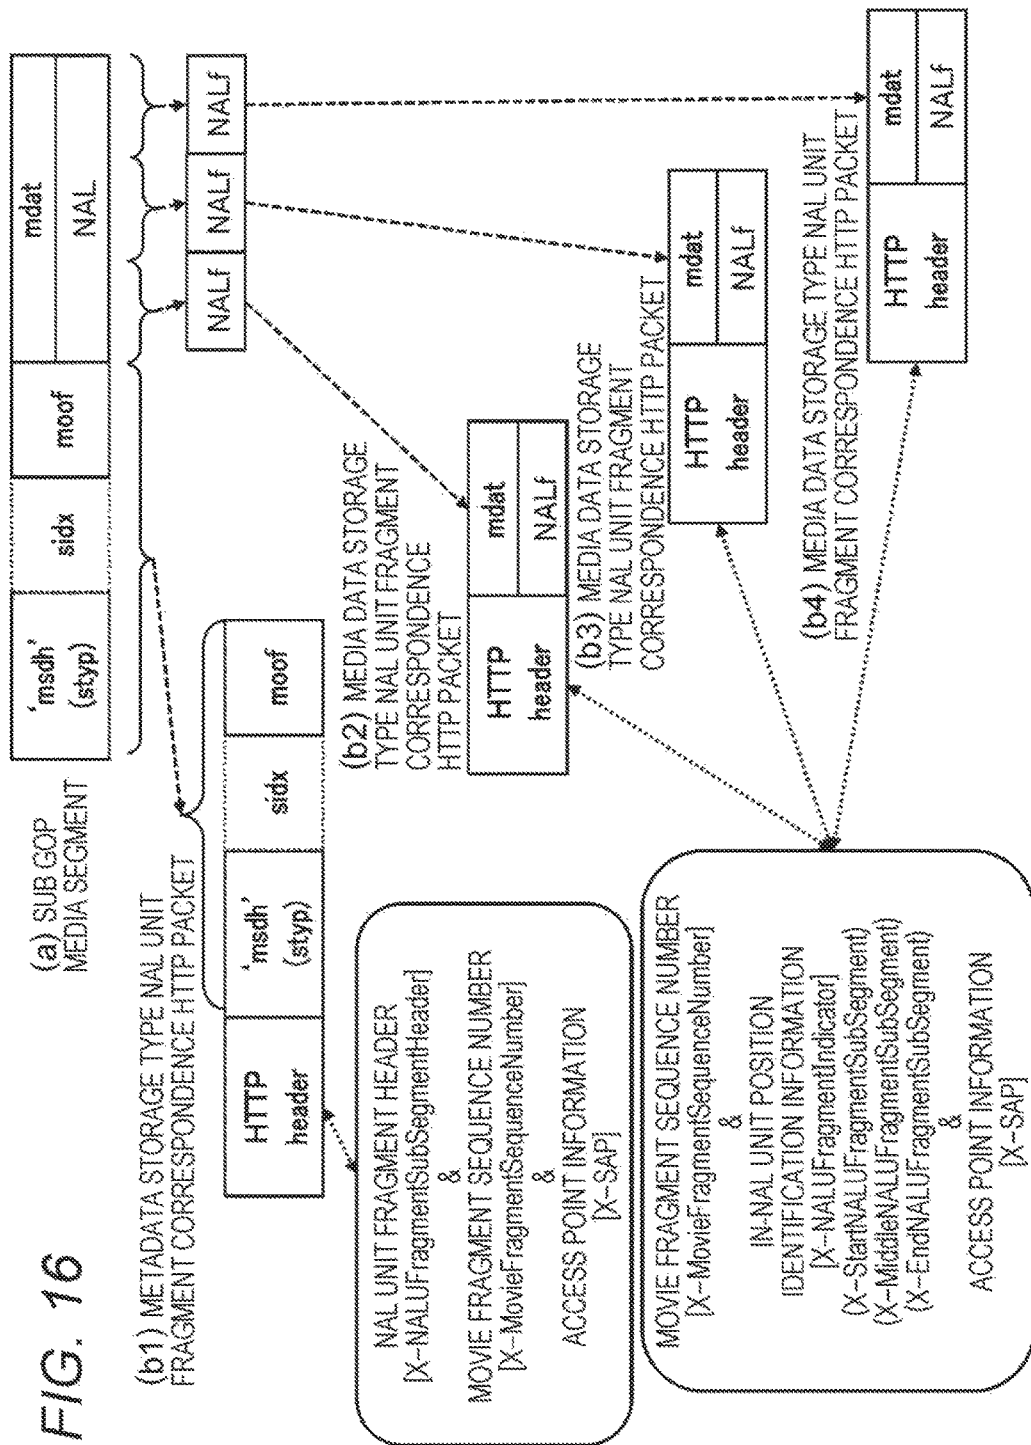 FIG. 16
(a) SUB GOP
MEDIA SEGMENT
'msdh'
(styp)
sidx
moof
mdat
NAL
NALf
NALf
NALf
(b1) METADATA STORAGE TYPE NAL UNIT
FRAGMENT CORRESPONDENCE HTTP PACKET
HTTP
header
'msdh'
(styp)
sidx
moof
(b2) MEDIA DATA STORAGE
TYPE NAL UNIT FRAGMENT
CORRESPONDENCE
HTTP PACKET
HTTP
header
mdat
NALf
(b3) MEDIA DATA STORAGE
TYPE NAL UNIT FRAGMENT
CORRESPONDENCE HTTP PACKET
HTTP
header
mdat
NALf
(b4) MEDIA DATA STORAGE TYPE NAL UNIT
FRAGMENT CORRESPONDENCE HTTP PACKET
HTTP
header
mdat
NALf
NAL UNIT FRAGMENT HEADER
[X-NALUFragmentSubSegmentHeader]
&
MOVIE FRAGMENT SEQUENCE NUMBER
[X-MovieFragmentSequenceNumber]
&
ACCESS POINT INFORMATION
[X-SAP]
MOVIE FRAGMENT SEQUENCE NUMBER
[X-MovieFragmentSequenceNumber]
&
IN-NAL UNIT POSITION
IDENTIFICATION INFORMATION
[X-NALUFragmentIndicator]
(X-StartNALUFragmentSubSegment)
(X-MiddleNALUFragmentSubSegment)
(X-EndNALUFragmentSubSegment)
&
ACCESS POINT INFORMATION
[X-SAP]